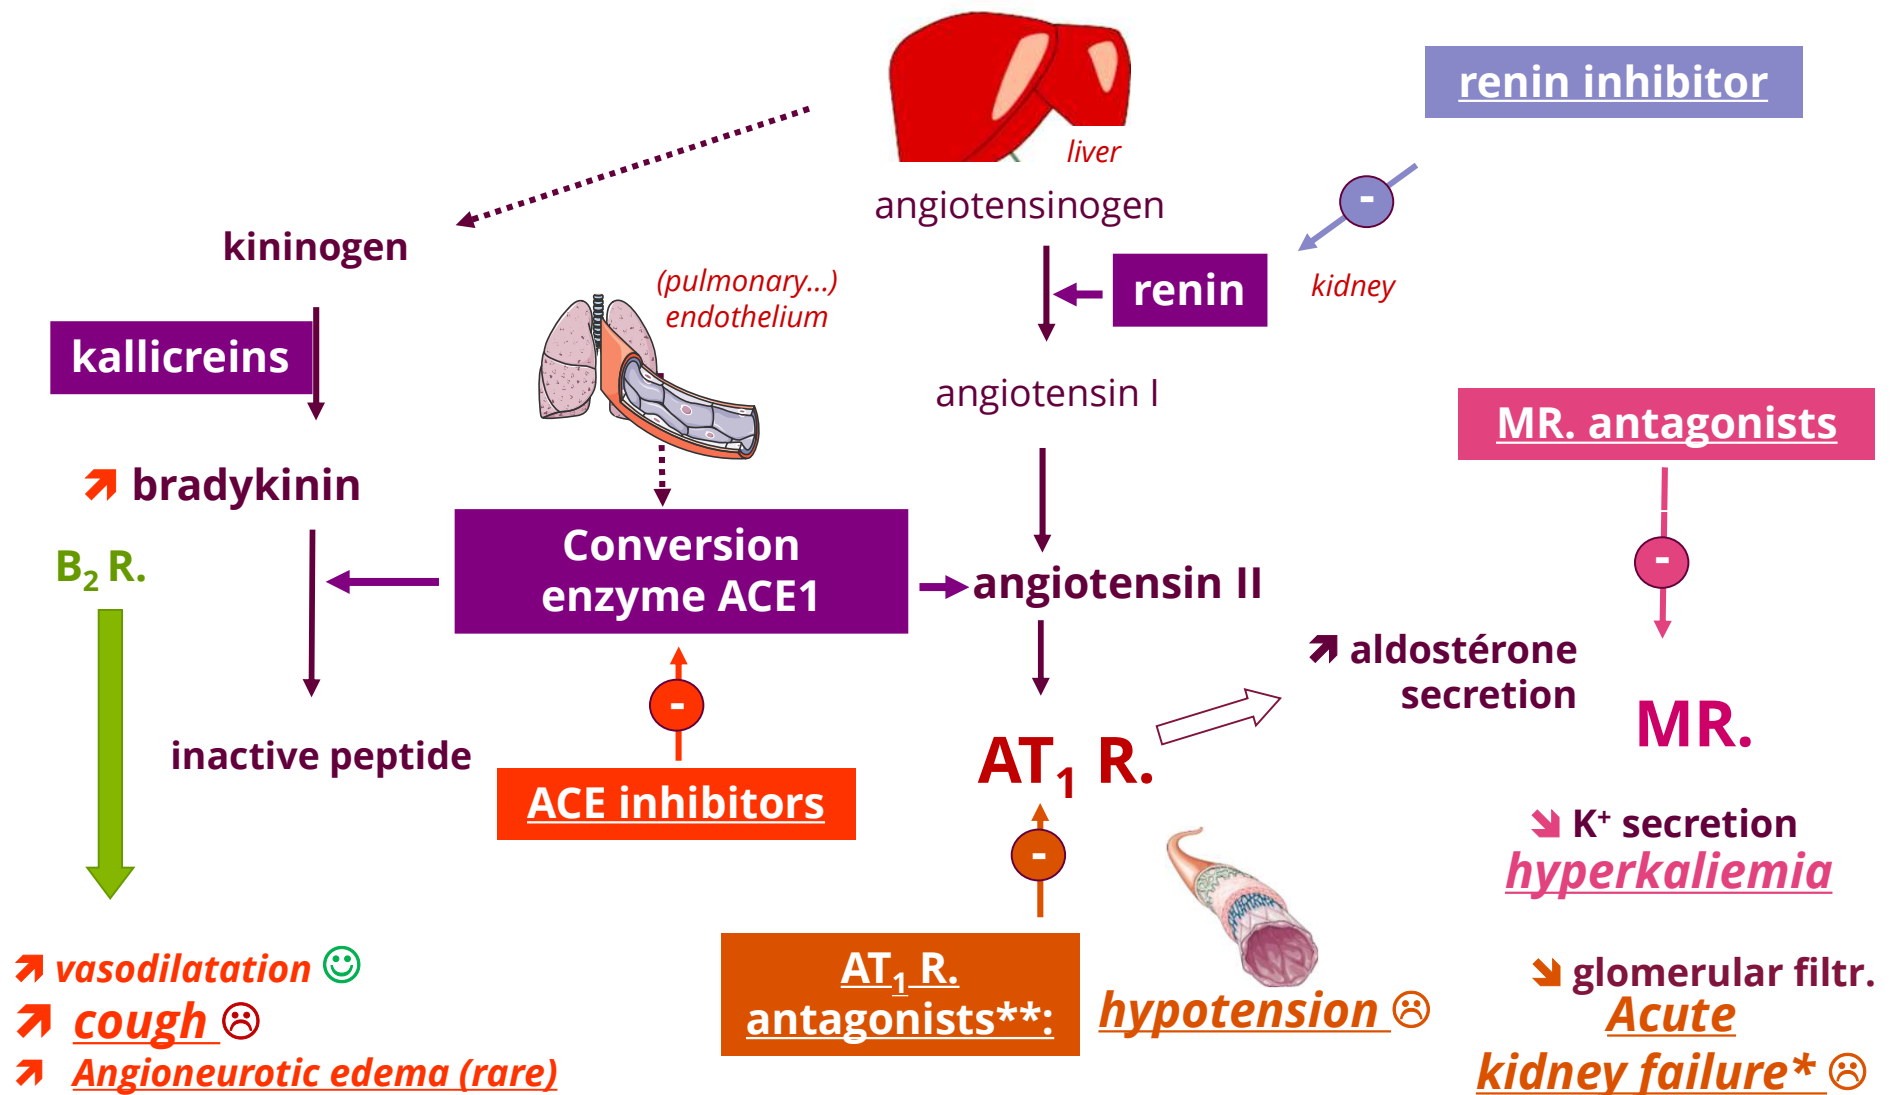 renin inhibitor
liver
angiotensinogen
-
kininogen
(pulmonary...)
endothelium
renin
kidney
kallicreins
angiotensin I
MR. antagonists
bradykinin
B₂ R.
Conversion
enzyme ACE1
angiotensin II
-
aldostérone
secretion
-
MR.
inactive peptide
AT₁ R.
ACE inhibitors
K⁺ secretion
hyperkaliemia
-
vasodilatation
AT₁ R.
antagonists**:
hypotension
glomerular filtr.
Acute
kidney failure*
cough
Angioneurotic edema (rare)